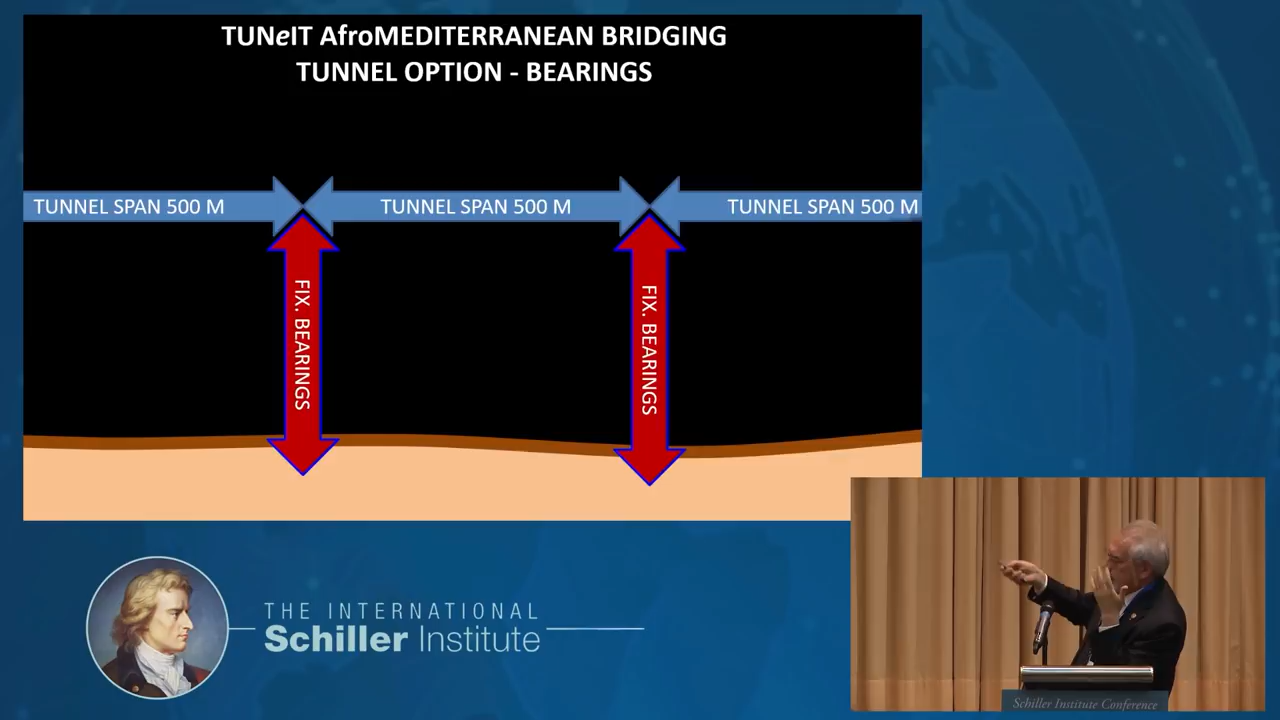 TUNeIT AfroMEDITERRANEAN BRIDGING
TUNNEL OPTION - BEARINGS
TUNNEL SPAN 500 M
TUNNEL SPAN 500 M
TUNNEL SPAN 500 M
FIX. BEARINGS
FIX. BEARINGS
THE INTERNATIONAL
Schiller Institute
Schiller Institute Conference